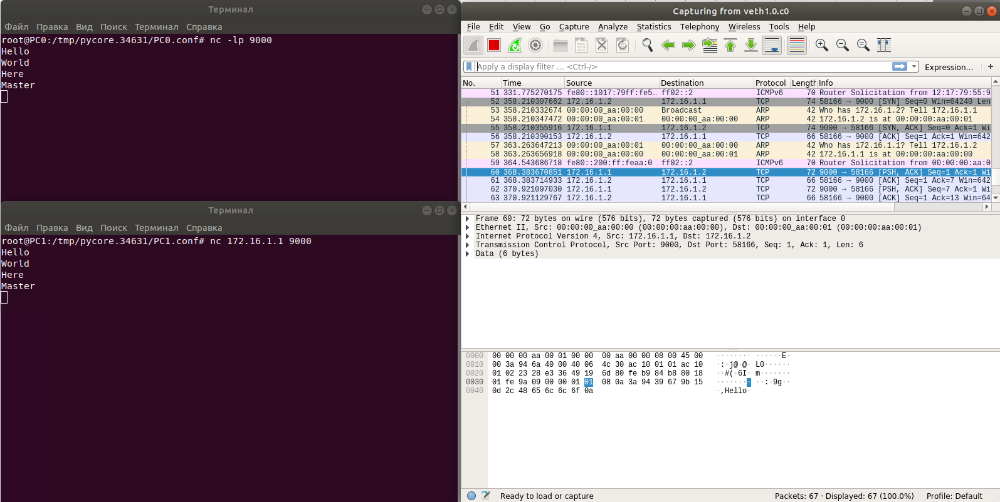 Терминал
Файл Правка Вид Поиск Терминал Справка
root@PC0:/tmp/pycore.34631/PC0.conf# nc -lp 9000
Hello
World
Here
Master
Терминал
Файл Правка Вид Поиск Терминал Справка
root@PC1:/tmp/pycore.34631/PC1.conf# nc 172.16.1.1 9000
Hello
World
Here
Master
Capturing from veth1.0.c0
File Edit View Go Capture Analyze Statistics Telephony Wireless Tools Help
Apply a display filter ... <Ctrl-/> Expression... +
No. Time Source Destination Protocol Length Info
51 331.775270175 fe80::1017:79ff:fe5... ff02::2 ICMPv6 70 Router Solicitation from 12:17:79:55:9
52 358.210307662 172.16.1.2 172.16.1.1 TCP 74 58166 → 9000 [SYN] Seq=0 Win=64240 Len
53 358.210332674 00:00:00_aa:00:00 Broadcast ARP 42 Who has 172.16.1.2? Tell 172.16.1.1
54 358.210347472 00:00:00_aa:00:01 00:00:00_aa:00:00 ARP 42 172.16.1.2 is at 00:00:00:aa:00:01
55 358.210355916 172.16.1.1 172.16.1.2 TCP 74 9000 → 58166 [SYN, ACK] Seq=0 Ack=1 Wi
56 358.210390153 172.16.1.2 172.16.1.1 TCP 66 58166 → 9000 [ACK] Seq=1 Ack=1 Win=642
57 363.263647213 00:00:00_aa:00:01 00:00:00_aa:00:00 ARP 42 Who has 172.16.1.1? Tell 172.16.1.2
58 363.263656918 00:00:00_aa:00:00 00:00:00_aa:00:01 ARP 42 172.16.1.1 is at 00:00:00:aa:00:00
59 364.543686718 fe80::200:ff:feaa:0 ff02::2 ICMPv6 70 Router Solicitation from 00:00:00:aa:0
60 368.383670851 172.16.1.1 172.16.1.2 TCP 72 9000 → 58166 [PSH, ACK] Seq=1 Ack=1 Wi
61 368.383714933 172.16.1.2 172.16.1.1 TCP 66 58166 → 9000 [ACK] Seq=1 Ack=7 Win=642
62 370.921097030 172.16.1.1 172.16.1.2 TCP 72 9000 → 58166 [PSH, ACK] Seq=7 Ack=1 Wi
63 370.921129767 172.16.1.2 172.16.1.1 TCP 66 58166 → 9000 [ACK] Seq=1 Ack=13 Win=64
Frame 60: 72 bytes on wire (576 bits), 72 bytes captured (576 bits) on interface 0
Ethernet II, Src: 00:00:00_aa:00:00 (00:00:00:aa:00:00), Dst: 00:00:00_aa:00:01 (00:00:00:aa:00:01)
Internet Protocol Version 4, Src: 172.16.1.1, Dst: 172.16.1.2
Transmission Control Protocol, Src Port: 9000, Dst Port: 58166, Seq: 1, Ack: 1, Len: 6
Data (6 bytes)
0000 00 00 00 aa 00 01 00 00 00 aa 00 00 08 00 45 00 ········ ······E·
0010 00 3a 94 6a 40 00 40 06 4c 30 ac 10 01 01 ac 10 ·:·j@·@· L0······
0020 01 02 23 28 e3 36 49 19 6d 80 fe b9 84 b8 80 18 ··#(·6I· m·······
0030 01 fe 9a 09 00 00 01 01 08 0a 3a 94 39 67 9b 15 ········ ··:·9g··
0040 0d 2c 48 65 6c 6c 6f 0a ·,Hello·
Ready to load or capture Packets: 67 · Displayed: 67 (100.0%) Profile: Default